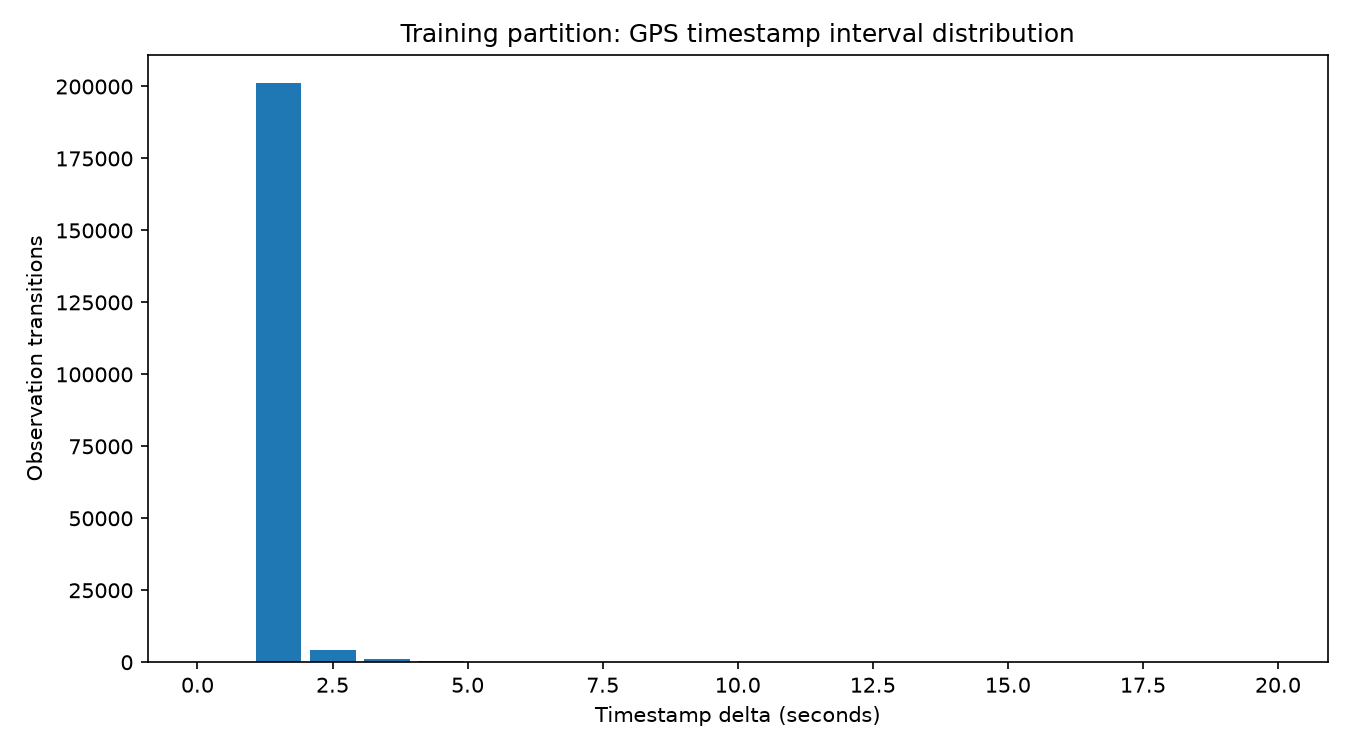 Training partition: GPS timestamp interval distribution
Observation transitions
200000
175000
150000
125000
100000
75000
50000
25000
0
0.0 2.5 5.0 7.5 10.0 12.5 15.0 17.5 20.0
Timestamp delta (seconds)